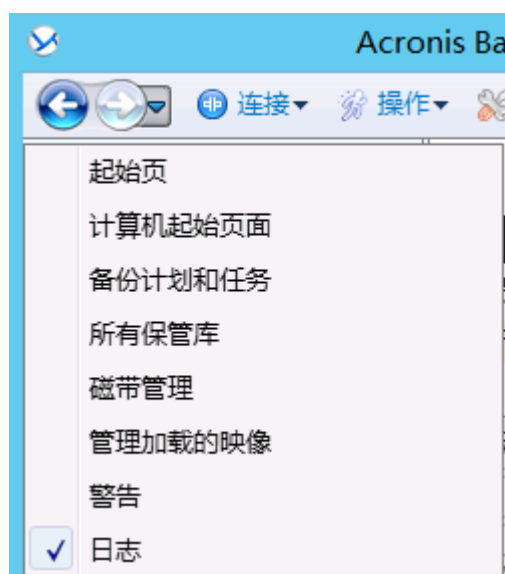 Acronis Ba
连接 操作
起始页
计算机起始页面
备份计划和任务
所有保管库
磁带管理
管理加载的映像
警告
日志